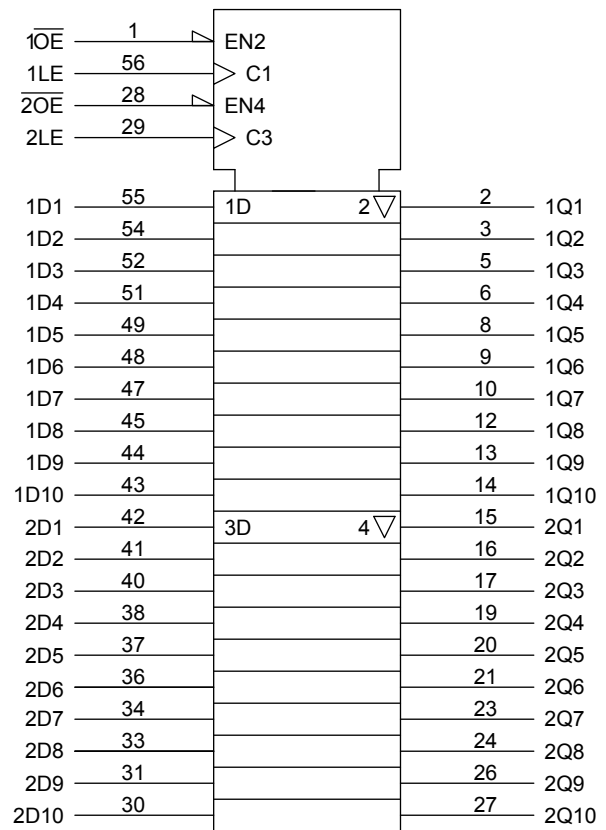 1O̅E̅ 1 EN2
1LE 56 C1
2̅O̅E̅ 28 EN4
2LE 29 C3
1D1 55 1D 2 ▽ 2 1Q1
1D2 54 3 1Q2
1D3 52 5 1Q3
1D4 51 6 1Q4
1D5 49 8 1Q5
1D6 48 9 1Q6
1D7 47 10 1Q7
1D8 45 12 1Q8
1D9 44 13 1Q9
1D10 43 14 1Q10
2D1 42 3D 4 ▽ 15 2Q1
2D2 41 16 2Q2
2D3 40 17 2Q3
2D4 38 19 2Q4
2D5 37 20 2Q5
2D6 36 21 2Q6
2D7 34 23 2Q7
2D8 33 24 2Q8
2D9 31 26 2Q9
2D10 30 27 2Q10